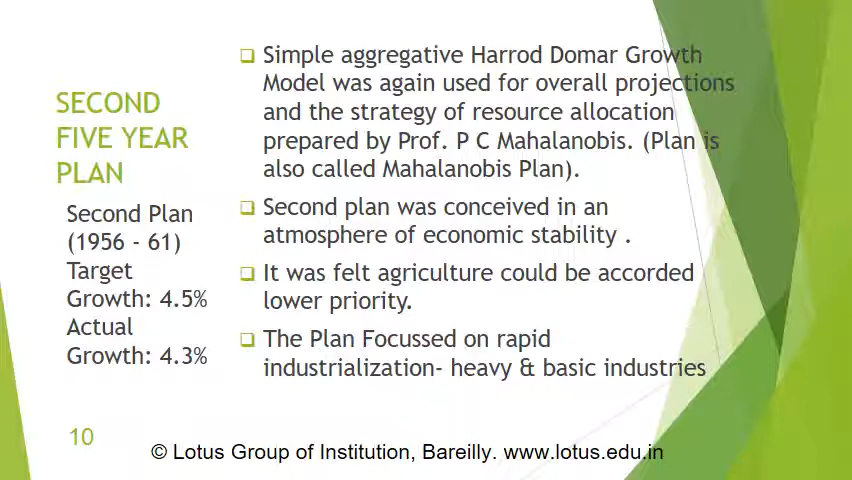 SECOND
FIVE YEAR
PLAN
Second Plan
(1956 - 61)
Target
Growth: 4.5%
Actual
Growth: 4.3%
❑ Simple aggregative Harrod Domar Growth
Model was again used for overall projections
and the strategy of resource allocation
prepared by Prof. P C Mahalanobis. (Plan is
also called Mahalanobis Plan).
❑ Second plan was conceived in an
atmosphere of economic stability .
❑ It was felt agriculture could be accorded
lower priority.
❑ The Plan Focussed on rapid
industrialization- heavy & basic industries
10
© Lotus Group of Institution, Bareilly. www.lotus.edu.in